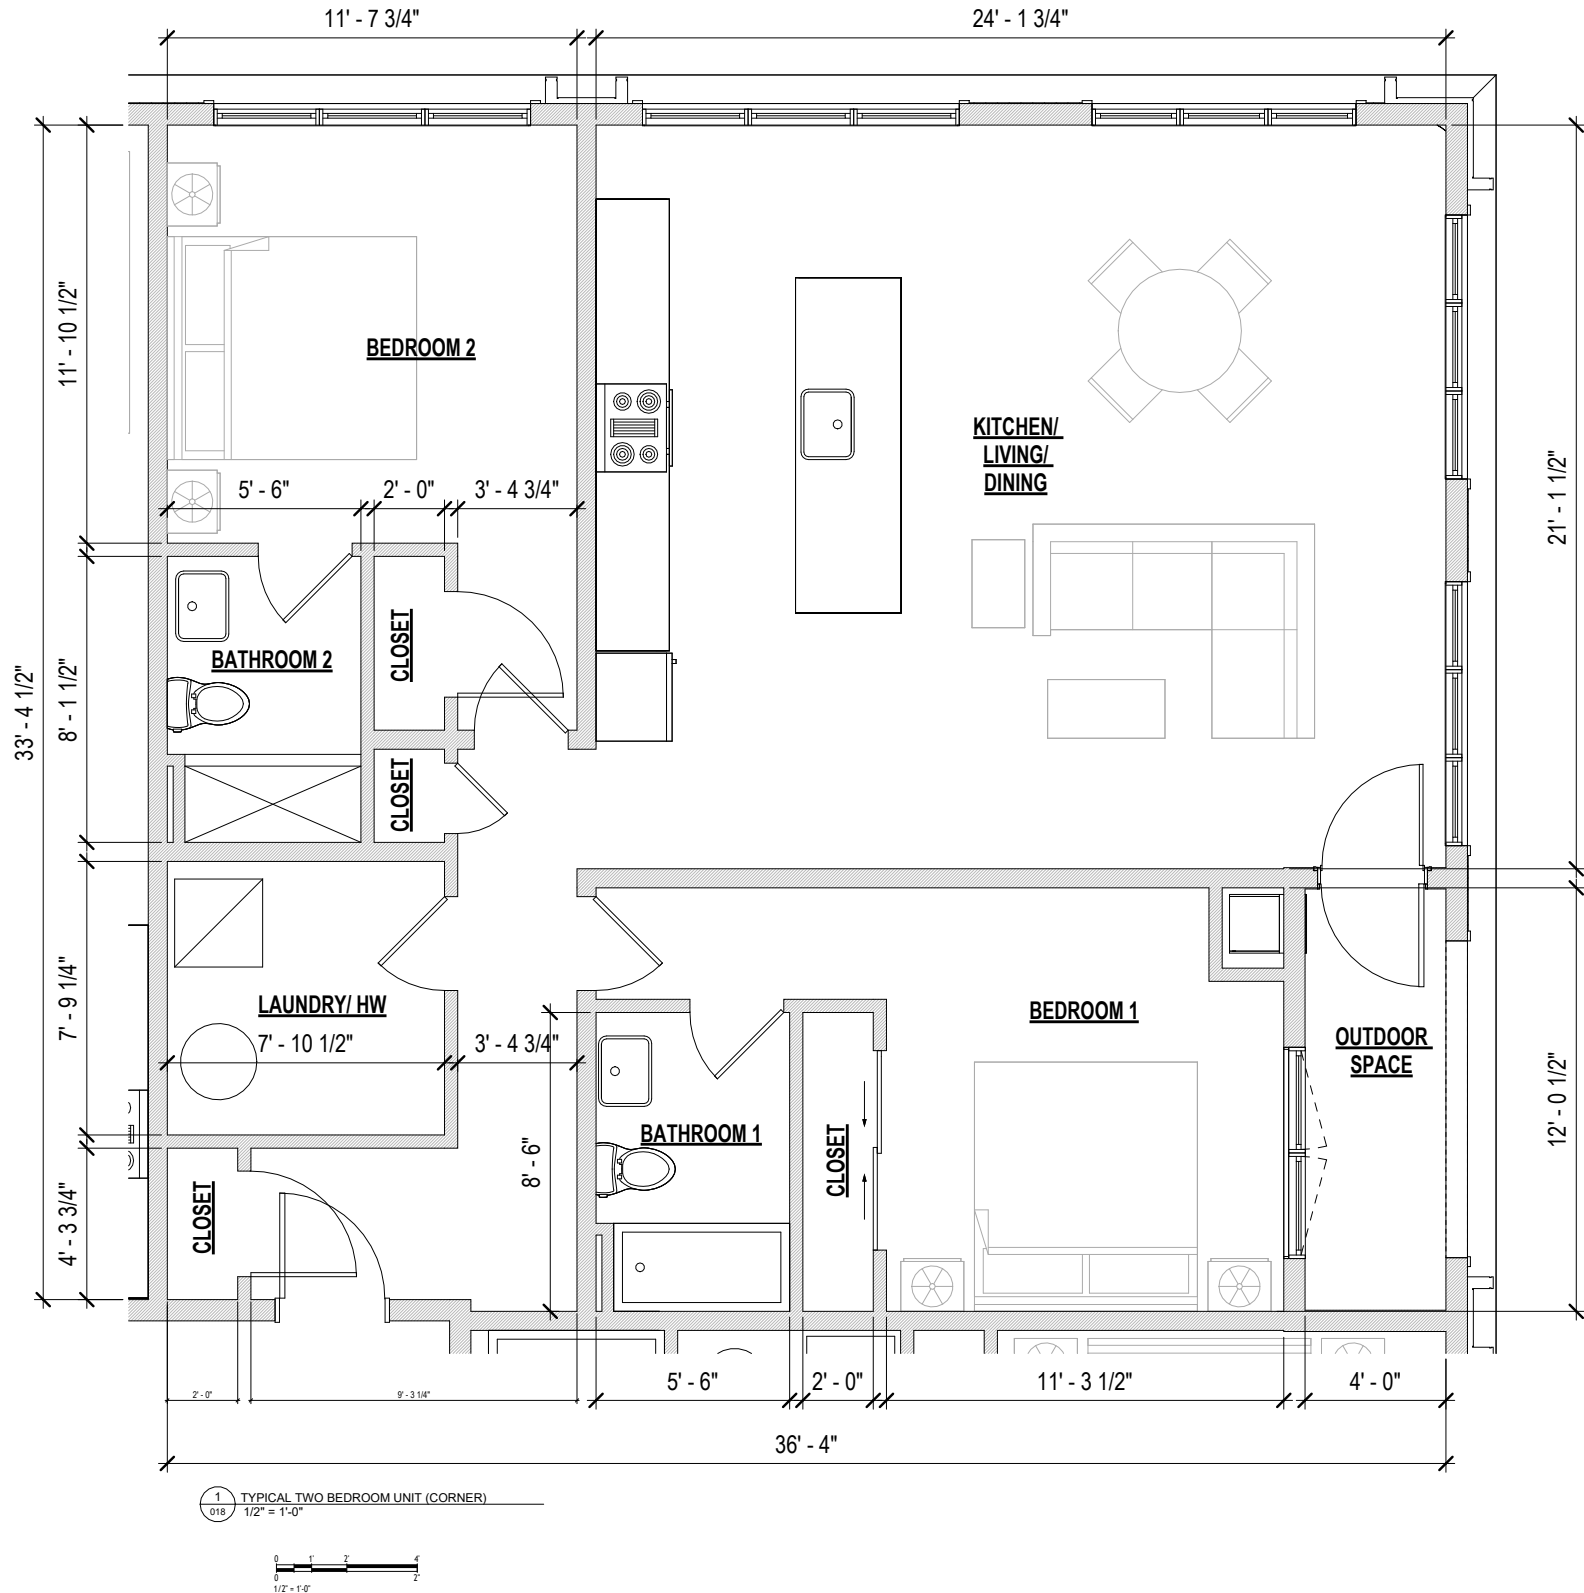 11' - 7 3/4"
24' - 1 3/4"
11' - 10 1/2"
BEDROOM 2
KITCHEN/
LIVING/
DINING
5' - 6"
2' - 0"
3' - 4 3/4"
21' - 1 1/2"
33' - 4 1/2"
8' - 1 1/2"
BATHROOM 2
CLOSET
CLOSET
7' - 9 1/4"
LAUNDRY/ HW
7' - 10 1/2"
3' - 4 3/4"
BEDROOM 1
OUTDOOR
SPACE
12' - 0 1/2"
8' - 6"
BATHROOM 1
CLOSET
4' - 3 3/4"
CLOSET
2' - 0"
9' - 3 1/4"
5' - 6"
2' - 0"
11' - 3 1/2"
4' - 0"
36' - 4"
1
018
TYPICAL TWO BEDROOM UNIT (CORNER)
1/2" = 1'-0"
0 1' 2' 4'
0 2"
1/2" = 1'-0"